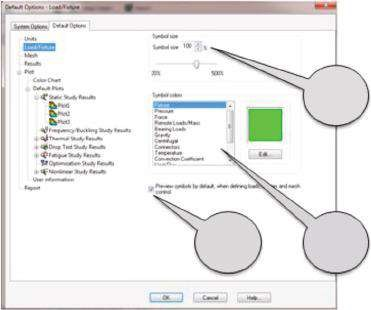 Default Options - Load/Fixture
System Options
Default Options
Units
Load/Fixture
Mesh
Results
Plot
Color Chart
Default Plots
Static Study Results
Plot1
Plot2
Plot3
Frequency/Buckling Study Results
Thermal Study Results
Drop Test Study Results
Fatigue Study Results
Optimization Study Results
Nonlinear Study Results
User information
Report
Symbol size
Symbol size 100 %
20% 500%
Symbol colors
Fixture
Pressure
Force
Remote Loads/Mass
Bearing Loads
Gravity
Centrifugal
Connectors
Temperature
Convection Coefficient
Edit...
Preview symbols by default, when defining loads, and mesh
control.
OK
Cancel
Help...